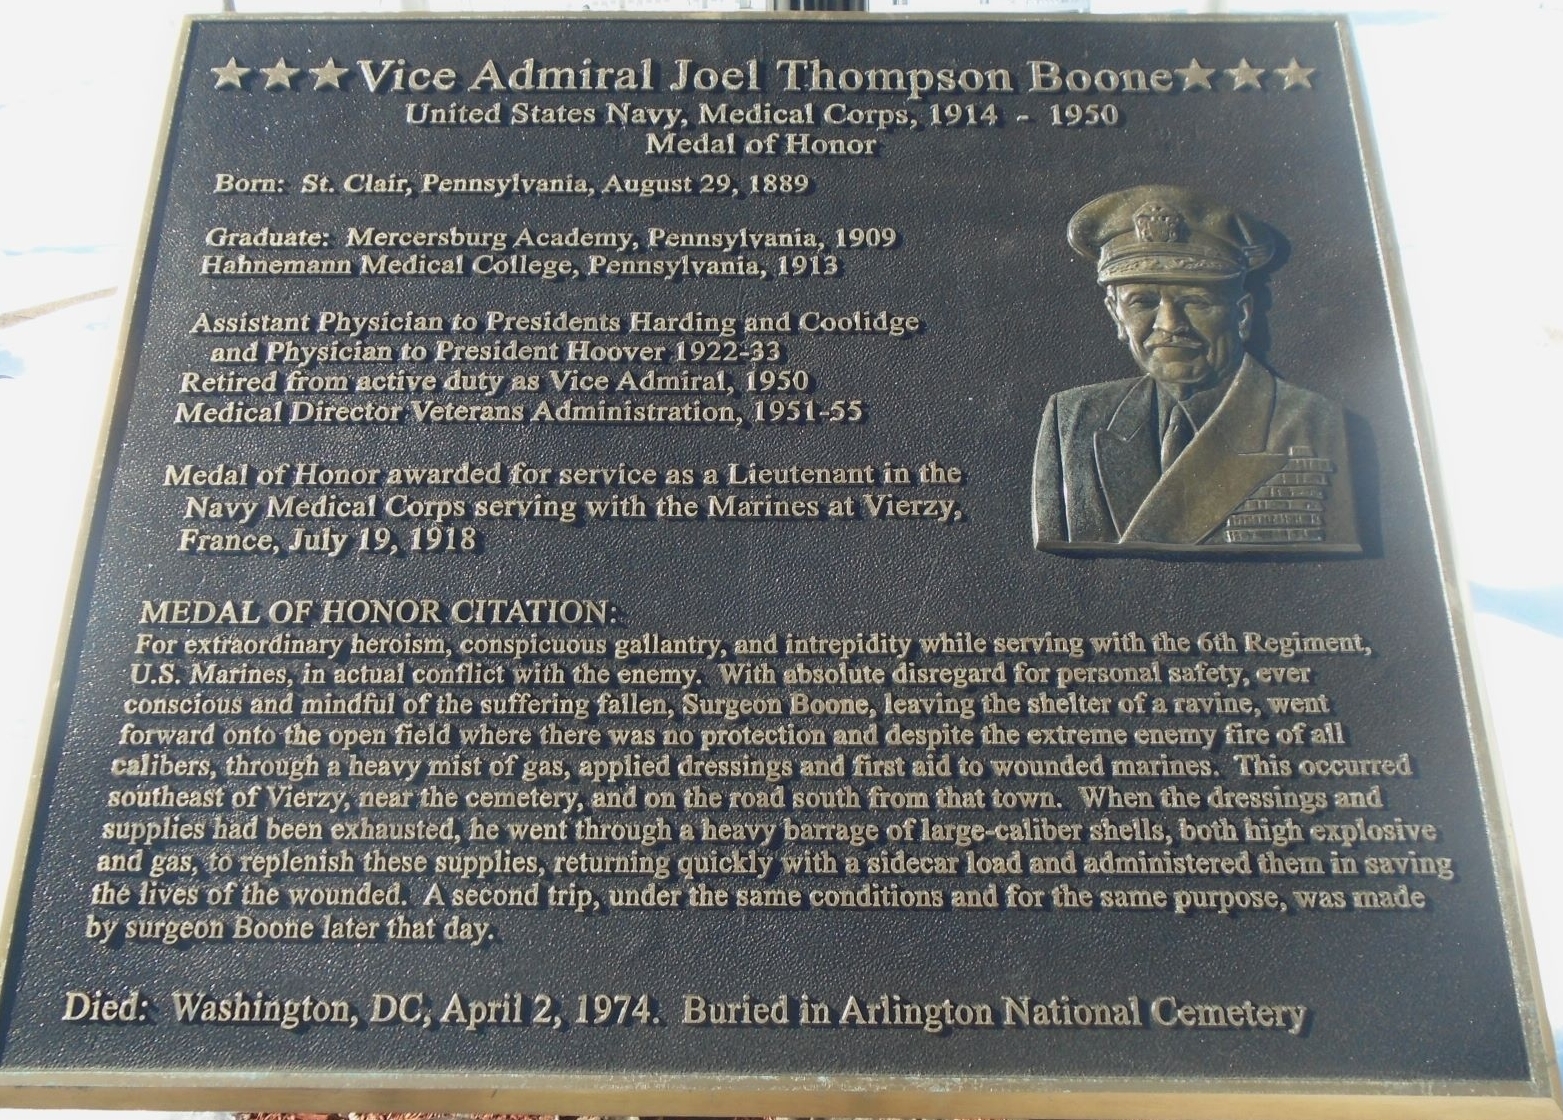 ★★★Vice Admiral Joel Thompson Boone★★★
United States Navy, Medical Corps, 1914 - 1950
Medal of Honor
Born: St. Clair, Pennsylvania, August 29, 1889
Graduate: Mercersburg Academy, Pennsylvania, 1909
Hahnemann Medical College, Pennsylvania, 1913
Assistant Physician to Presidents Harding and Coolidge
and Physician to President Hoover 1922-33
Retired from active duty as Vice Admiral, 1950
Medical Director Veterans Administration, 1951-55
Medal of Honor awarded for service as a Lieutenant in the
Navy Medical Corps serving with the Marines at Vierzy,
France, July 19, 1918
MEDAL OF HONOR CITATION:
For extraordinary heroism, conspicuous gallantry, and intrepidity while serving with the 6th Regiment,
U.S. Marines, in actual conflict with the enemy. With absolute disregard for personal safety, ever
conscious and mindful of the suffering fallen, Surgeon Boone, leaving the shelter of a ravine, went
forward onto the open field where there was no protection and despite the extreme enemy fire of all
calibers, through a heavy mist of gas, applied dressings and first aid to wounded marines. This occurred
southeast of Vierzy, near the cemetery, and on the road south from that town. When the dressings and
supplies had been exhausted, he went through a heavy barrage of large-caliber shells, both high explosive
and gas, to replenish these supplies, returning quickly with a sidecar load and administered them in saving
the lives of the wounded. A second trip, under the same conditions and for the same purpose, was made
by surgeon Boone later that day.
Died: Washington, DC, April 2, 1974. Buried in Arlington National Cemetery